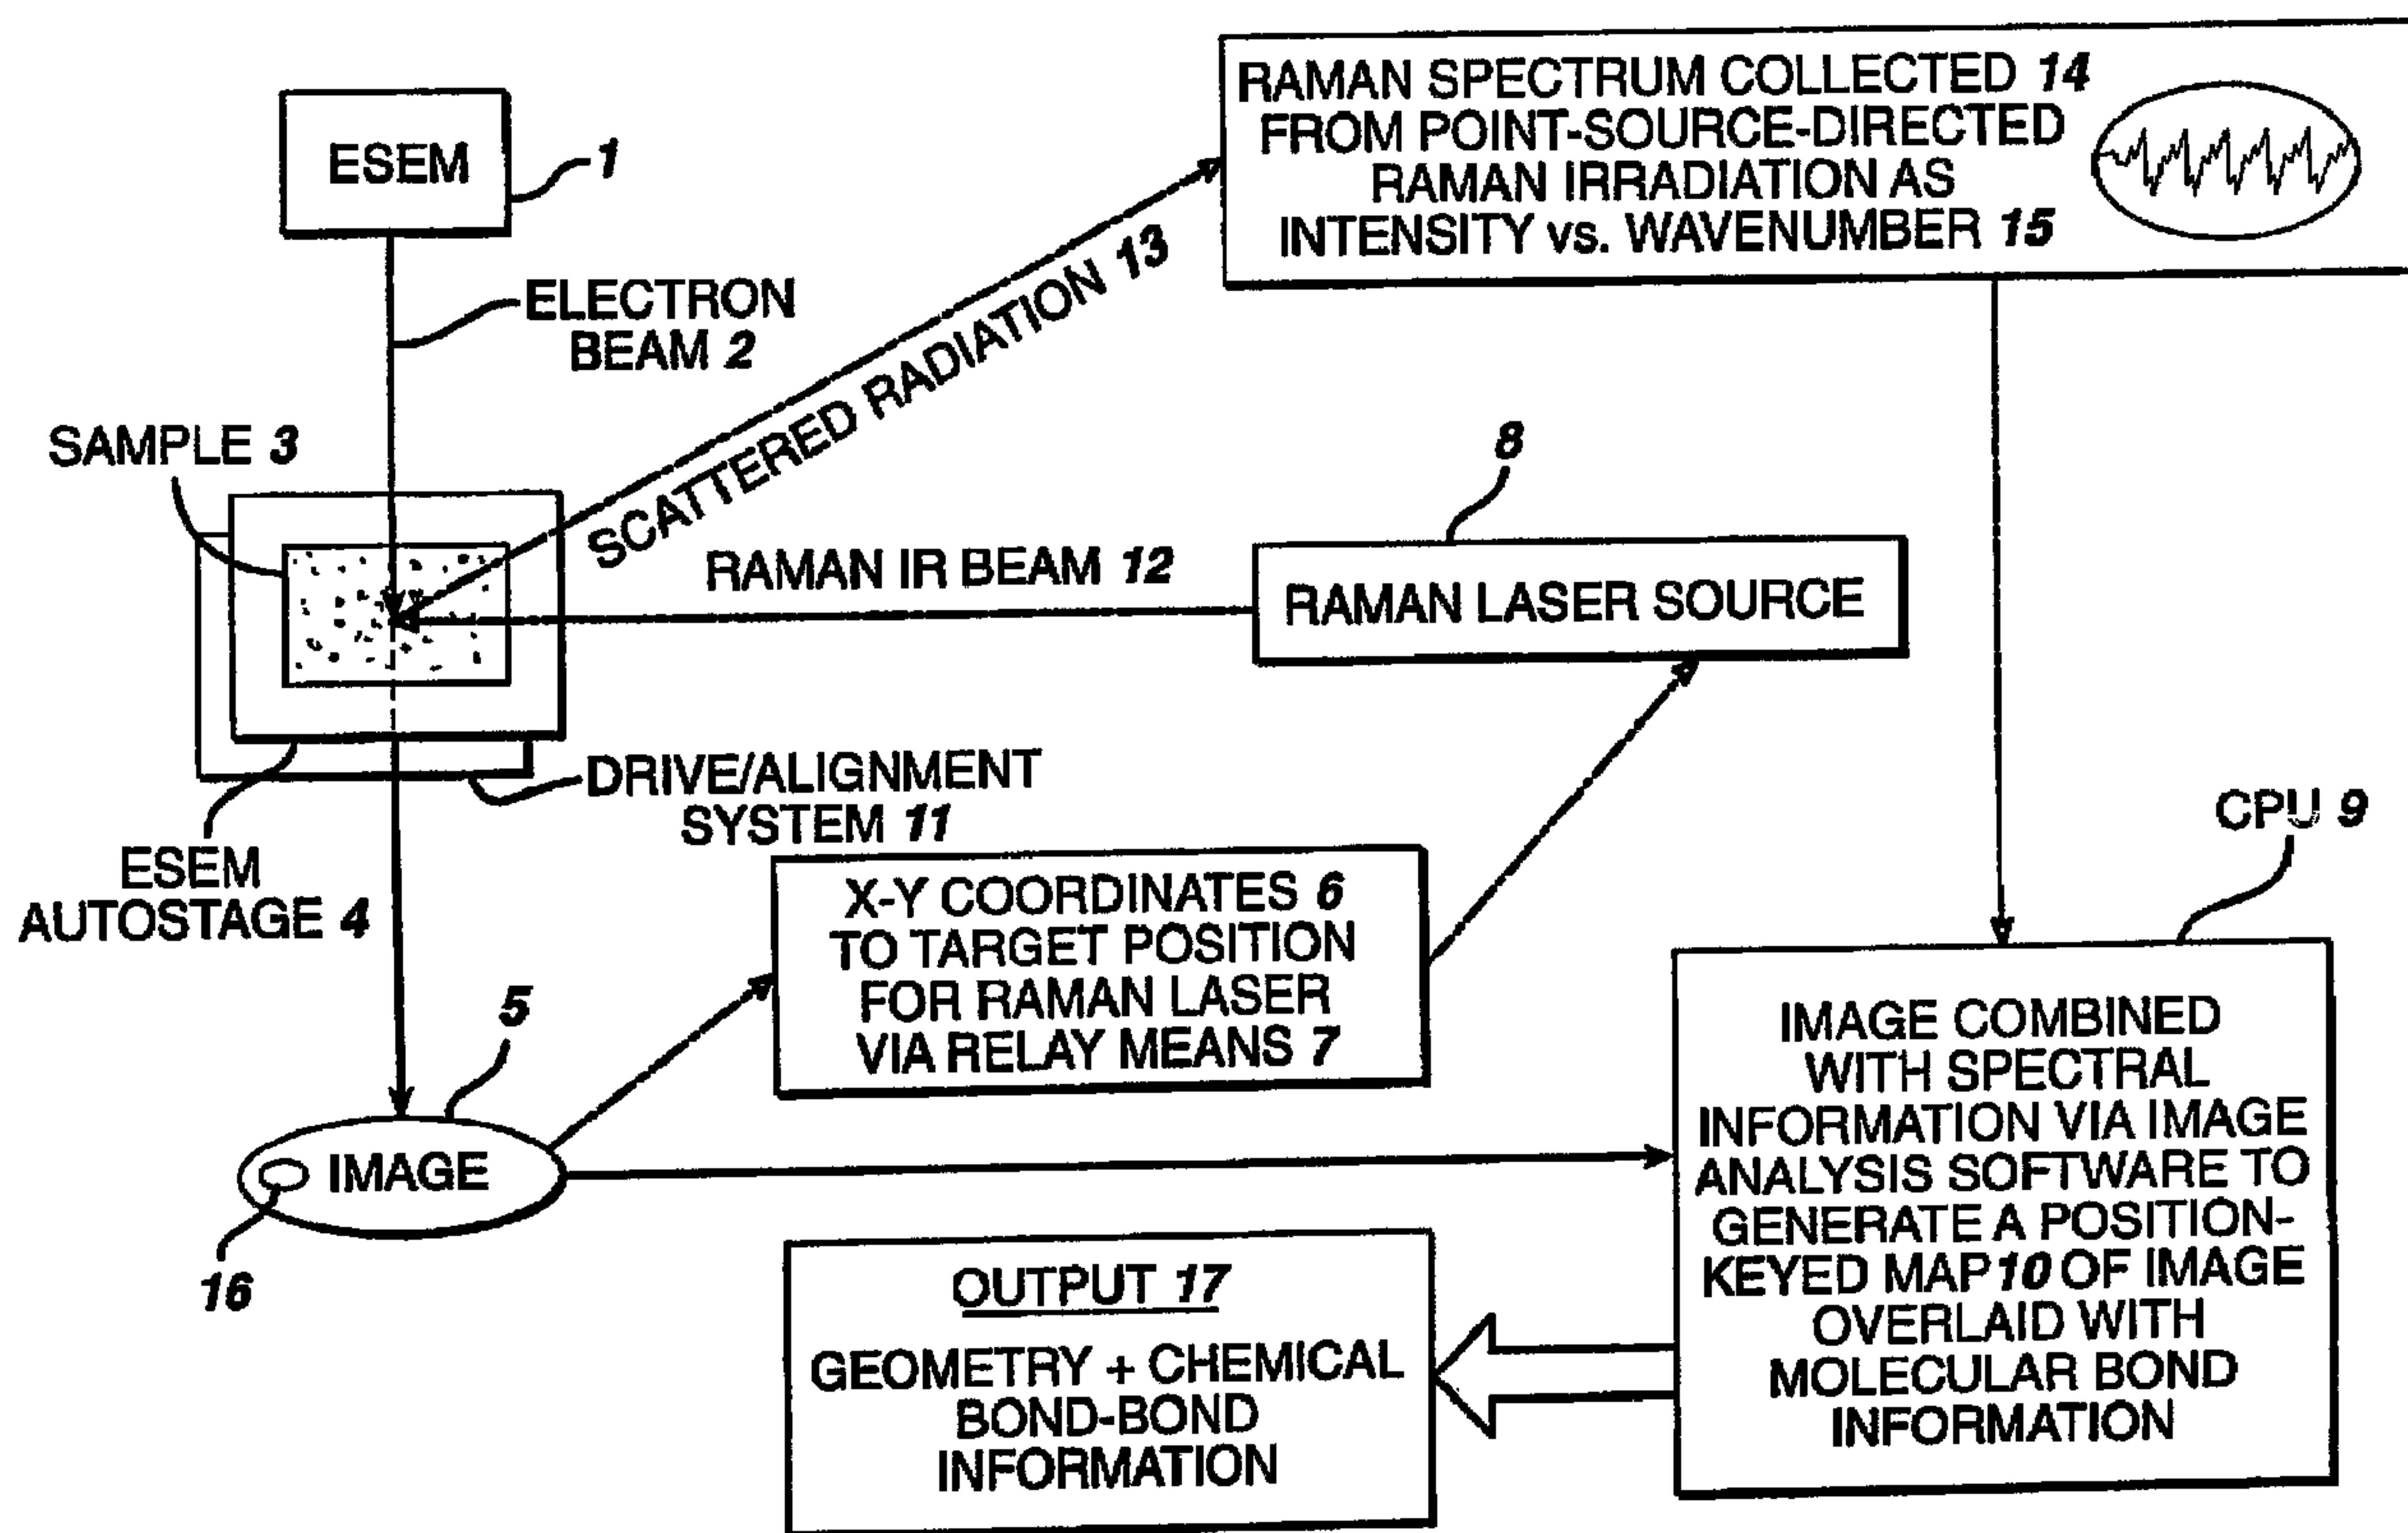 ESEM
1
ELECTRON
BEAM 2
RAMAN SPECTRUM COLLECTED 14
FROM POINT-SOURCE-DIRECTED
RAMAN IRRADIATION AS
INTENSITY vs. WAVENUMBER 15
SCATTERED RADIATION 13
SAMPLE 3
RAMAN IR BEAM 12
8
RAMAN LASER SOURCE
DRIVE/ALIGNMENT
SYSTEM 11
ESEM
AUTOSTAGE 4
X-Y COORDINATES 6
TO TARGET POSITION
FOR RAMAN LASER
VIA RELAY MEANS 7
CPU 9
5
IMAGE
16
IMAGE COMBINED
WITH SPECTRAL
INFORMATION VIA IMAGE
ANALYSIS SOFTWARE TO
GENERATE A POSITION-
KEYED MAP 10 OF IMAGE
OVERLAID WITH
MOLECULAR BOND
INFORMATION
OUTPUT 17
GEOMETRY + CHEMICAL
BOND-BOND
INFORMATION